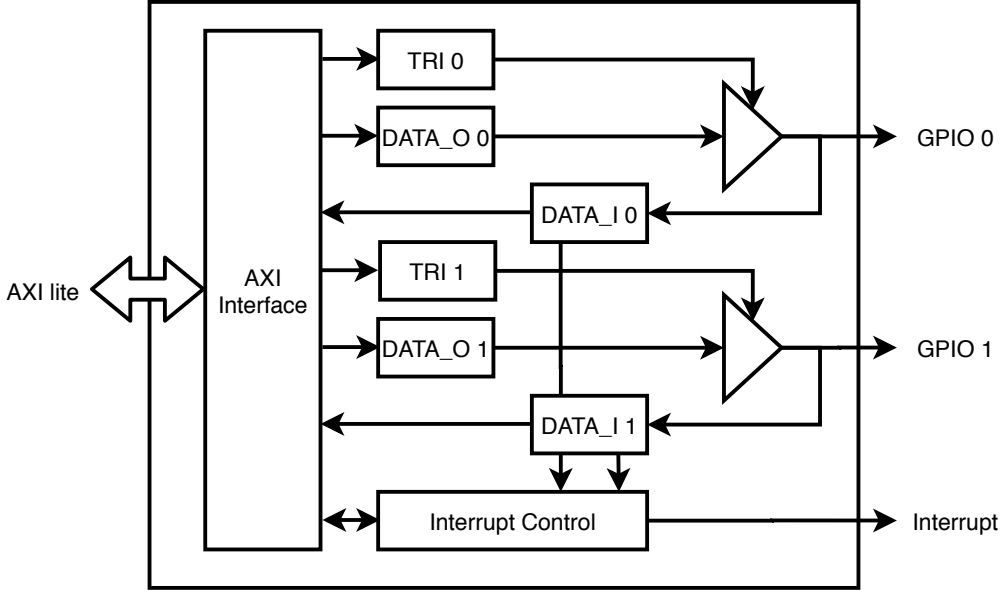 TRI 0
DATA_O 0
GPIO 0
DATA_I 0
AXI lite
AXI
Interface
TRI 1
DATA_O 1
GPIO 1
DATA_I 1
Interrupt Control
Interrupt